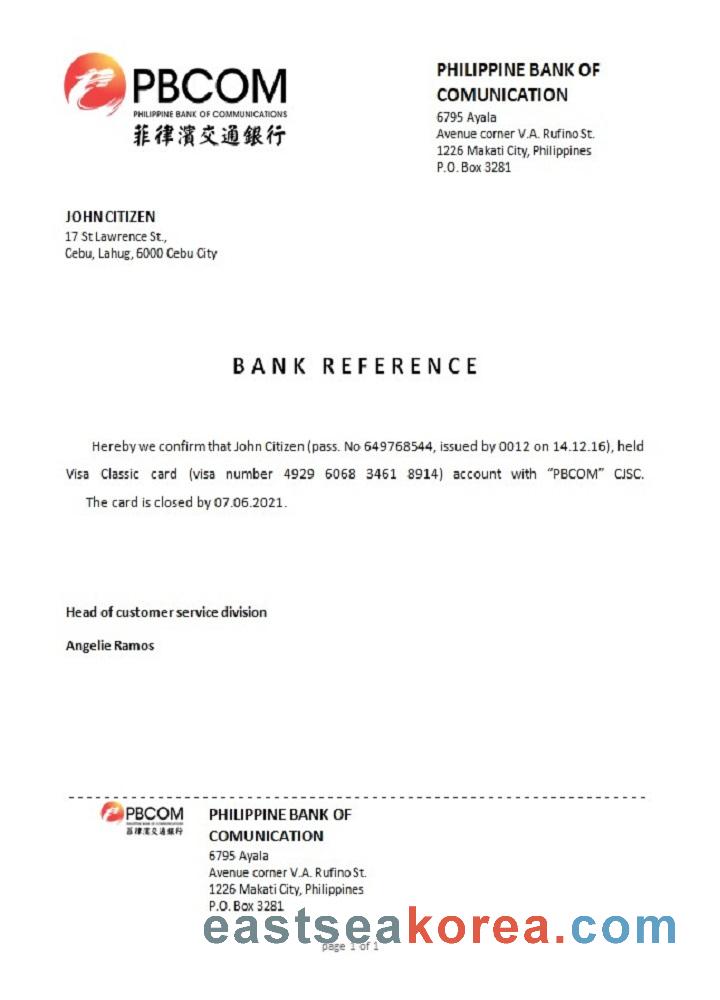 PBCOM
PHILIPPINE BANK OF COMMUNICATIONS
菲律濱交通銀行
PHILIPPINE BANK OF
COMUNICATION
6795 Ayala
Avenue corner V.A. Rufino St.
1226 Makati City, Philippines
P.O. Box 3281
JOHN CITIZEN
17 St Lawrence St.,
Cebu, Lahug, 6000 Cebu City
BANK REFERENCE
Hereby we confirm that John Citizen (pass. No 649768544, issued by 0012 on 14.12.16), held
Visa Classic card (visa number 4929 6068 3461 8914) account with “PBCOM” CJSC.
The card is closed by 07.06.2021.
Head of customer service division
Angelie Ramos
PBCOM
PHILIPPINE BANK OF COMMUNICATIONS
菲律濱交通銀行
PHILIPPINE BANK OF
COMUNICATION
6795 Ayala
Avenue corner V.A. Rufino St.
1226 Makati City, Philippines
P.O. Box 3281
eastseakorea.com
page 1 of 1